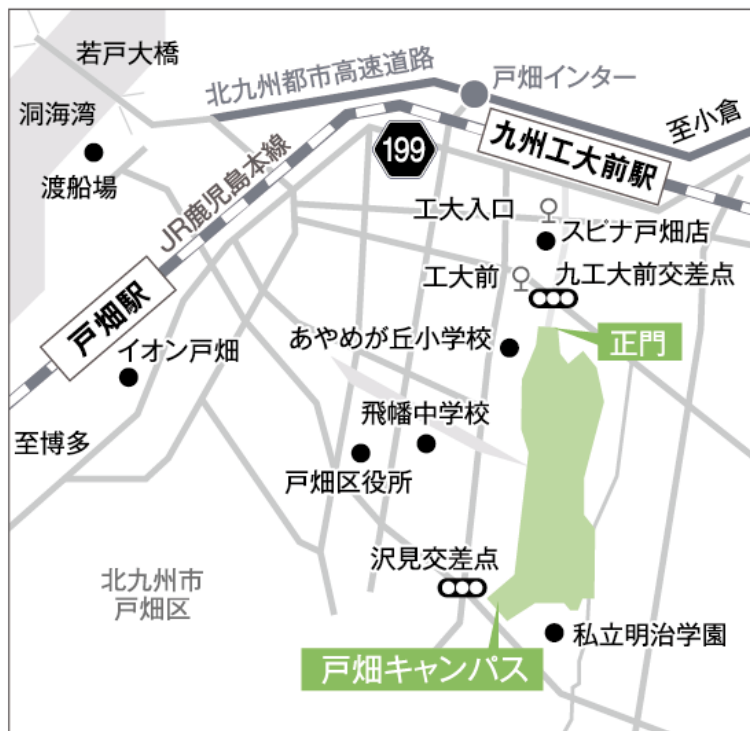 若戸大橋
北九州都市高速道路
戸畑インター
洞海湾
至小倉
渡船場
199
九州工大前駅
JR鹿児島本線
工大入口
スピナ戸畑店
工大前
九工大前交差点
戸畑駅
あやめが丘小学校
正門
イオン戸畑
至博多
飛幡中学校
戸畑区役所
沢見交差点
北九州市
戸畑区
私立明治学園
戸畑キャンパス